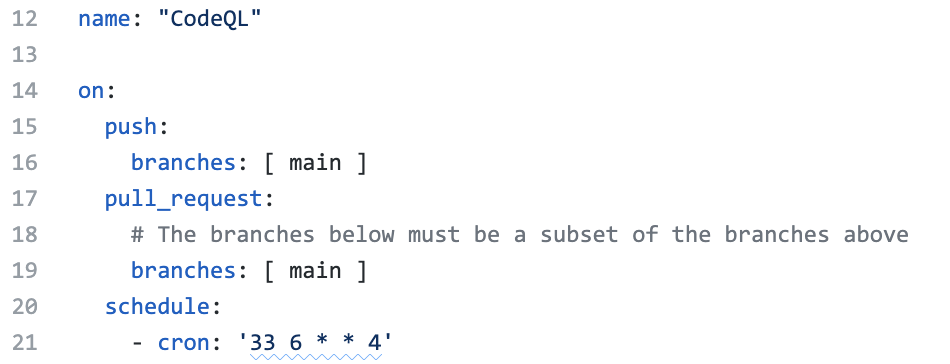 12 name: "CodeQL"
13
14 on:
15   push:
16     branches: [ main ]
17   pull_request:
18     # The branches below must be a subset of the branches above
19     branches: [ main ]
20   schedule:
21     - cron: '33 6 * * 4'